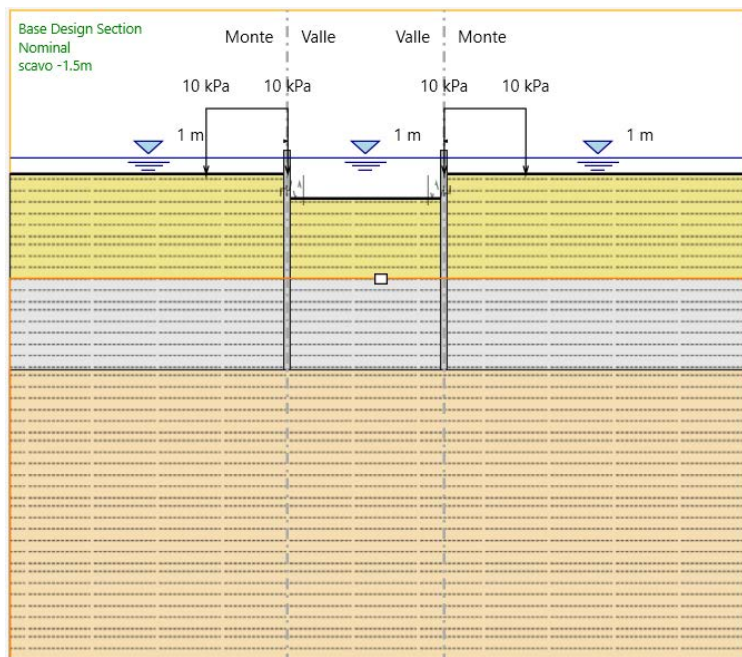 Base Design Section
Nominal
scavo -1.5m
Monte Valle Valle Monte
10 kPa 10 kPa 10 kPa 10 kPa
1 m 1 m 1 m